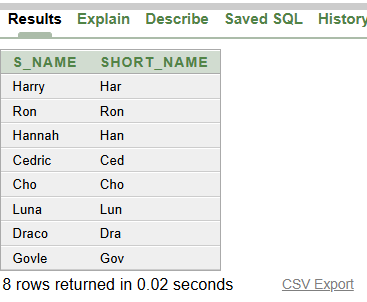 Results Explain Describe Saved SQL History
S_NAME SHORT_NAME
Harry Har
Ron Ron
Hannah Han
Cedric Ced
Cho Cho
Luna Lun
Draco Dra
Govle Gov
8 rows returned in 0.02 seconds CSV Export